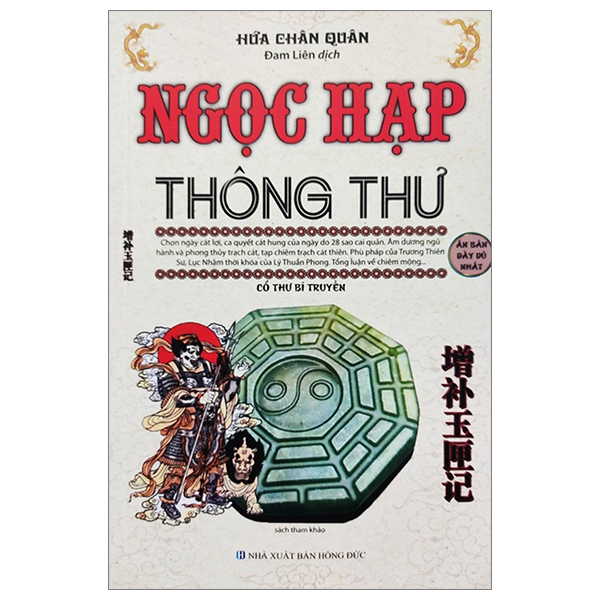 HỨA CHÂN QUÂN
Đam Liên dịch
NGỌC HẠP
THÔNG THƯ
Chọn ngày cát lợi, ca quyết cát hung của ngày do 28 sao cai quản. Âm dương ngũ
hành và phong thủy trạch cát, tạp chiêm trạch cát thiên. Phù pháp của Trương Thiên
Sư, Lục Nhâm thời khóa của Lý Thuần Phong. Tổng luận về chiêm mộng...
CỔ THƯ BÍ TRUYỀN
ẤN BẢN
ĐẦY ĐỦ
NHẤT
增补玉匣记
增补玉匣记
sách tham khảo
NHÀ XUẤT BẢN HỒNG ĐỨC